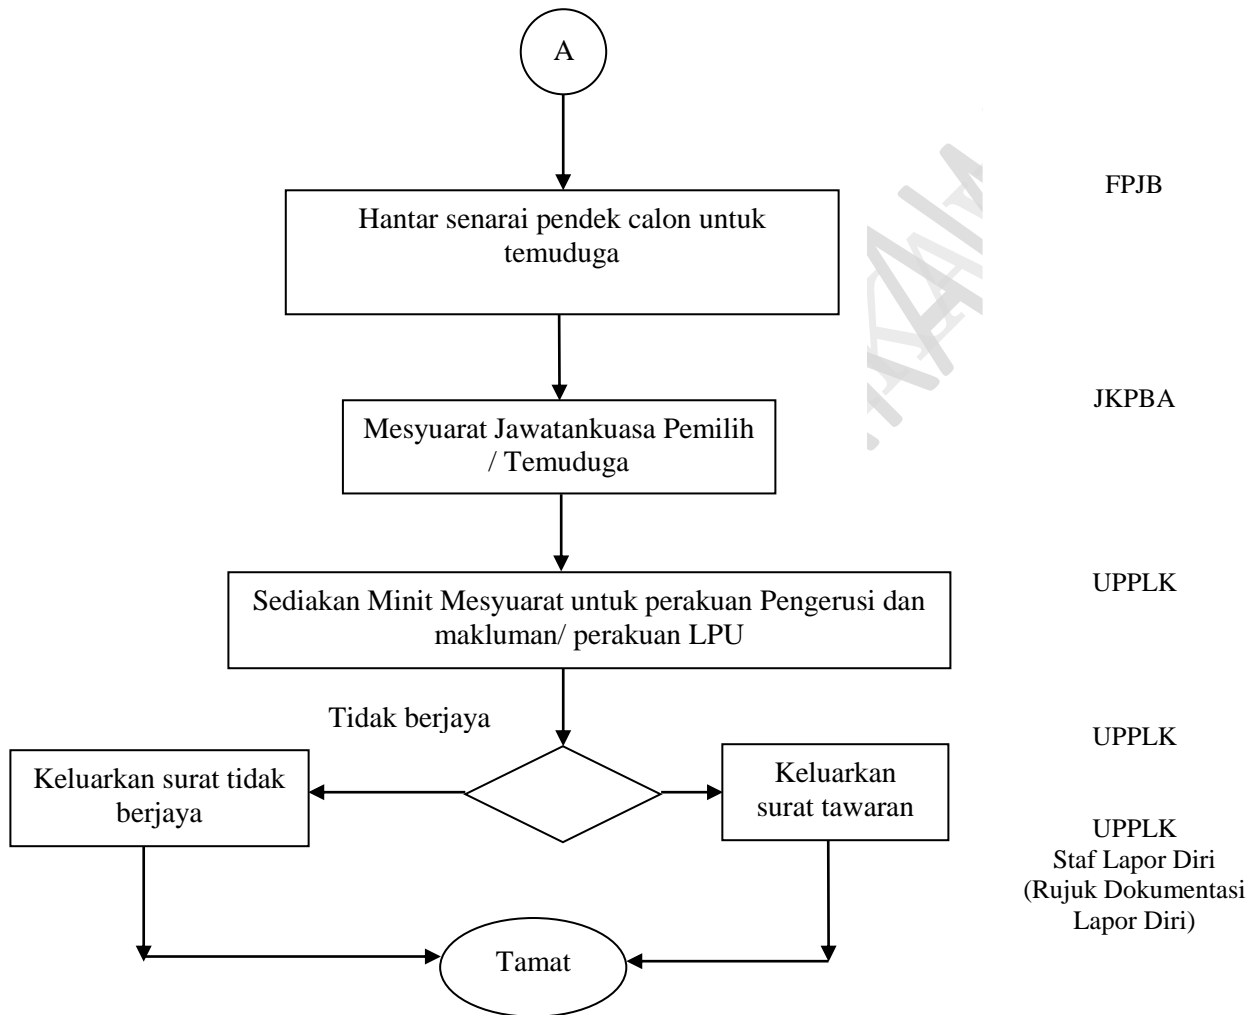 A
FPJB
Hantar senarai pendek calon untuk
temuduga
JKPBA
Mesyuarat Jawatankuasa Pemilih
/ Temuduga
UPPLK
Sediakan Minit Mesyuarat untuk perakuan Pengerusi dan
makluman/ perakuan LPU
Tidak berjaya
UPPLK
Keluarkan surat tidak
berjaya
Keluarkan
surat tawaran
UPPLK
Staf Lapor Diri
(Rujuk Dokumentasi
Lapor Diri)
Tamat